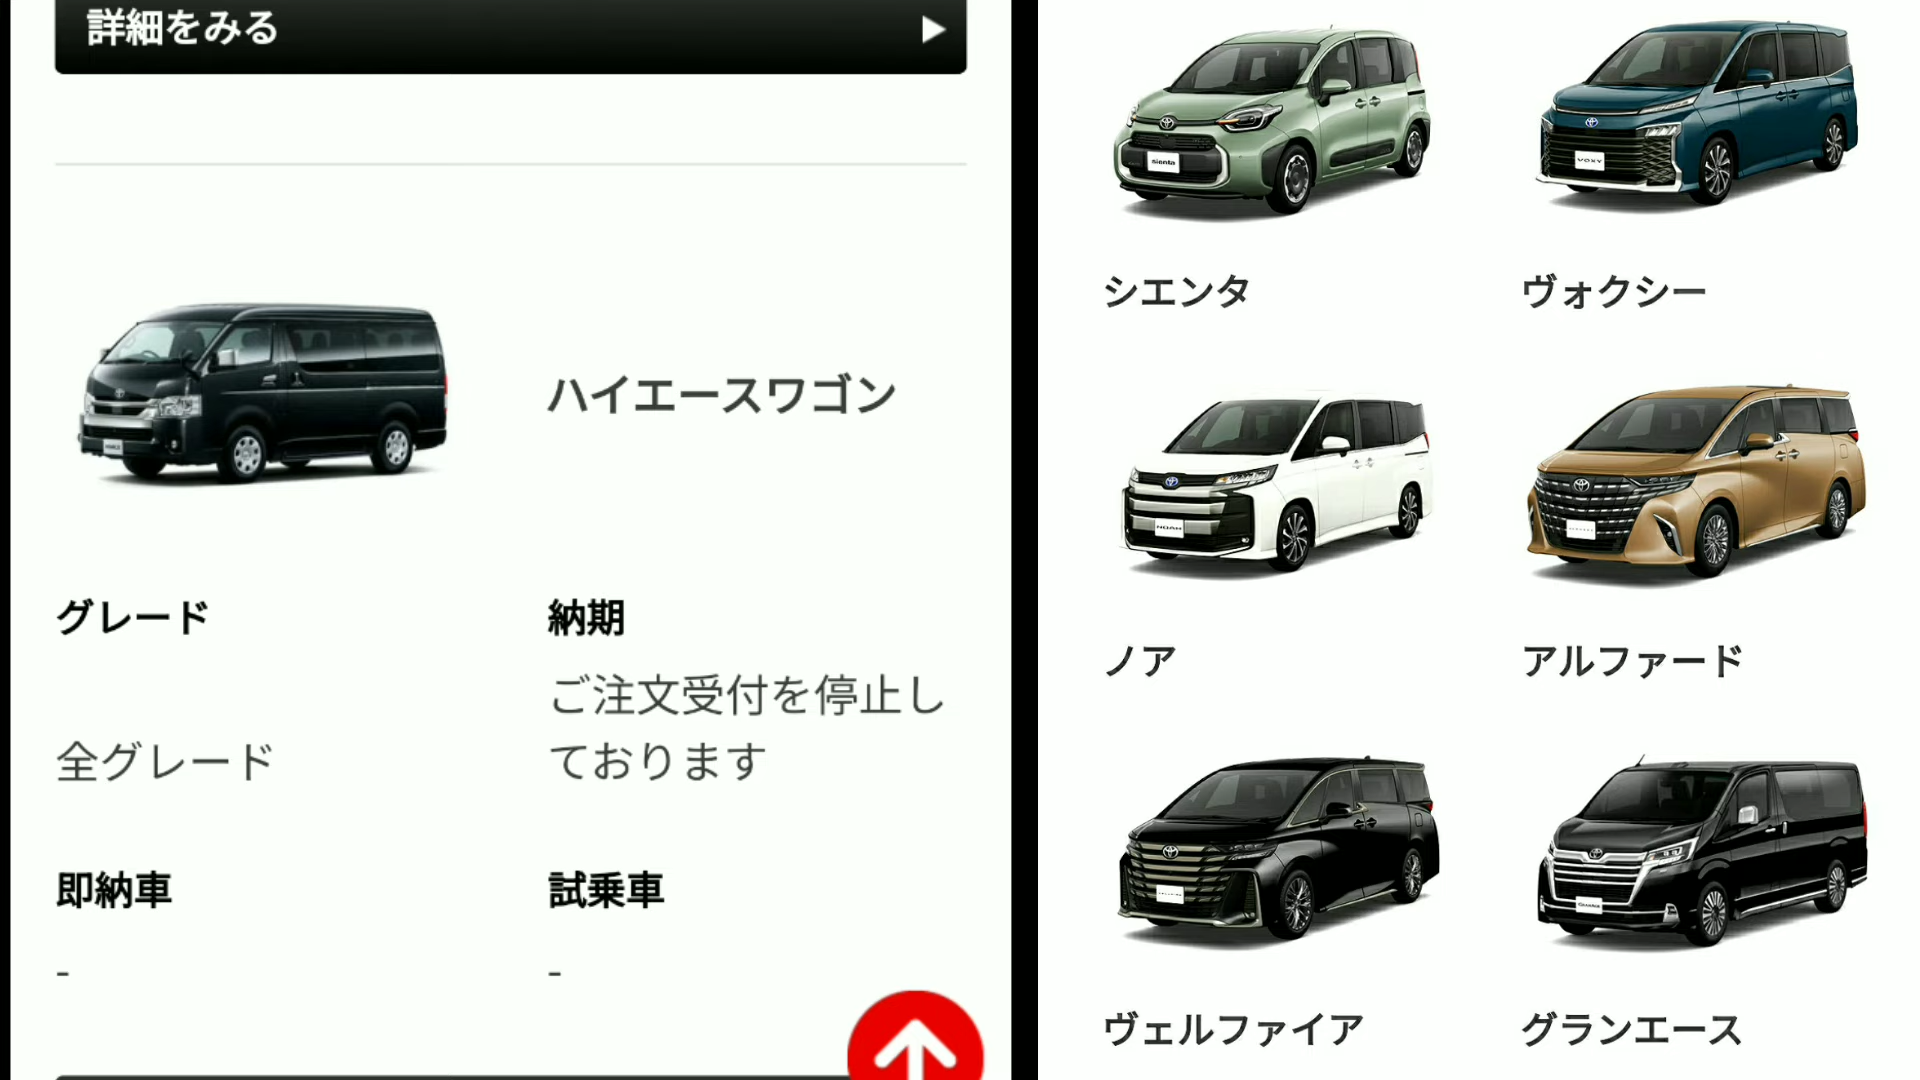 詳細をみる
ハイエースワゴン
グレード
納期
全グレード
ご注文受付を停止し
ております
即納車
試乗車
-
-
sienta
VOXY
シエンタ
ヴォクシー
NOAH
ノア
アルファード
ヴェルファイア
グランエース